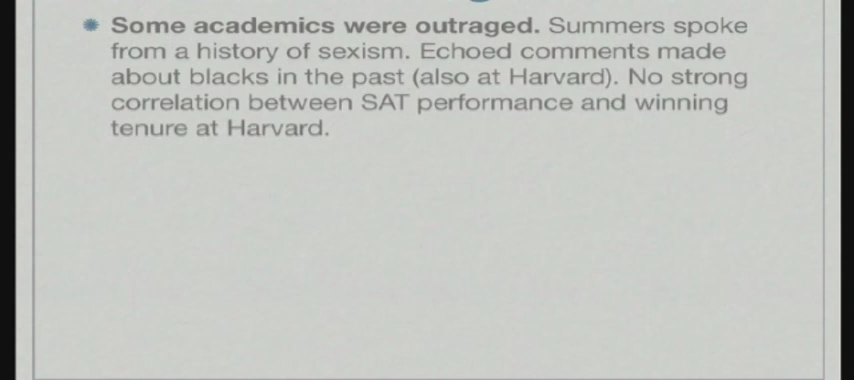 Some academics were outraged. Summers spoke
from a history of sexism. Echoed comments made
about blacks in the past (also at Harvard). No strong
correlation between SAT performance and winning
tenure at Harvard.